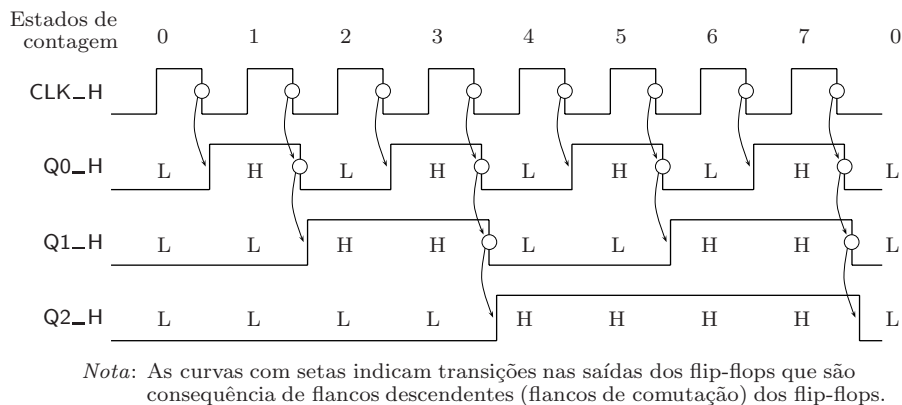 Estados de
contagem 0 1 2 3 4 5 6 7 0
CLK_H
Q0_H L H L H L H L H L
Q1_H L L H H L L H H L
Q2_H L L L L H H H H L
Nota: As curvas com setas indicam transições nas saídas dos flip-flops que são
consequência de flancos descendentes (flancos de comutação) dos flip-flops.